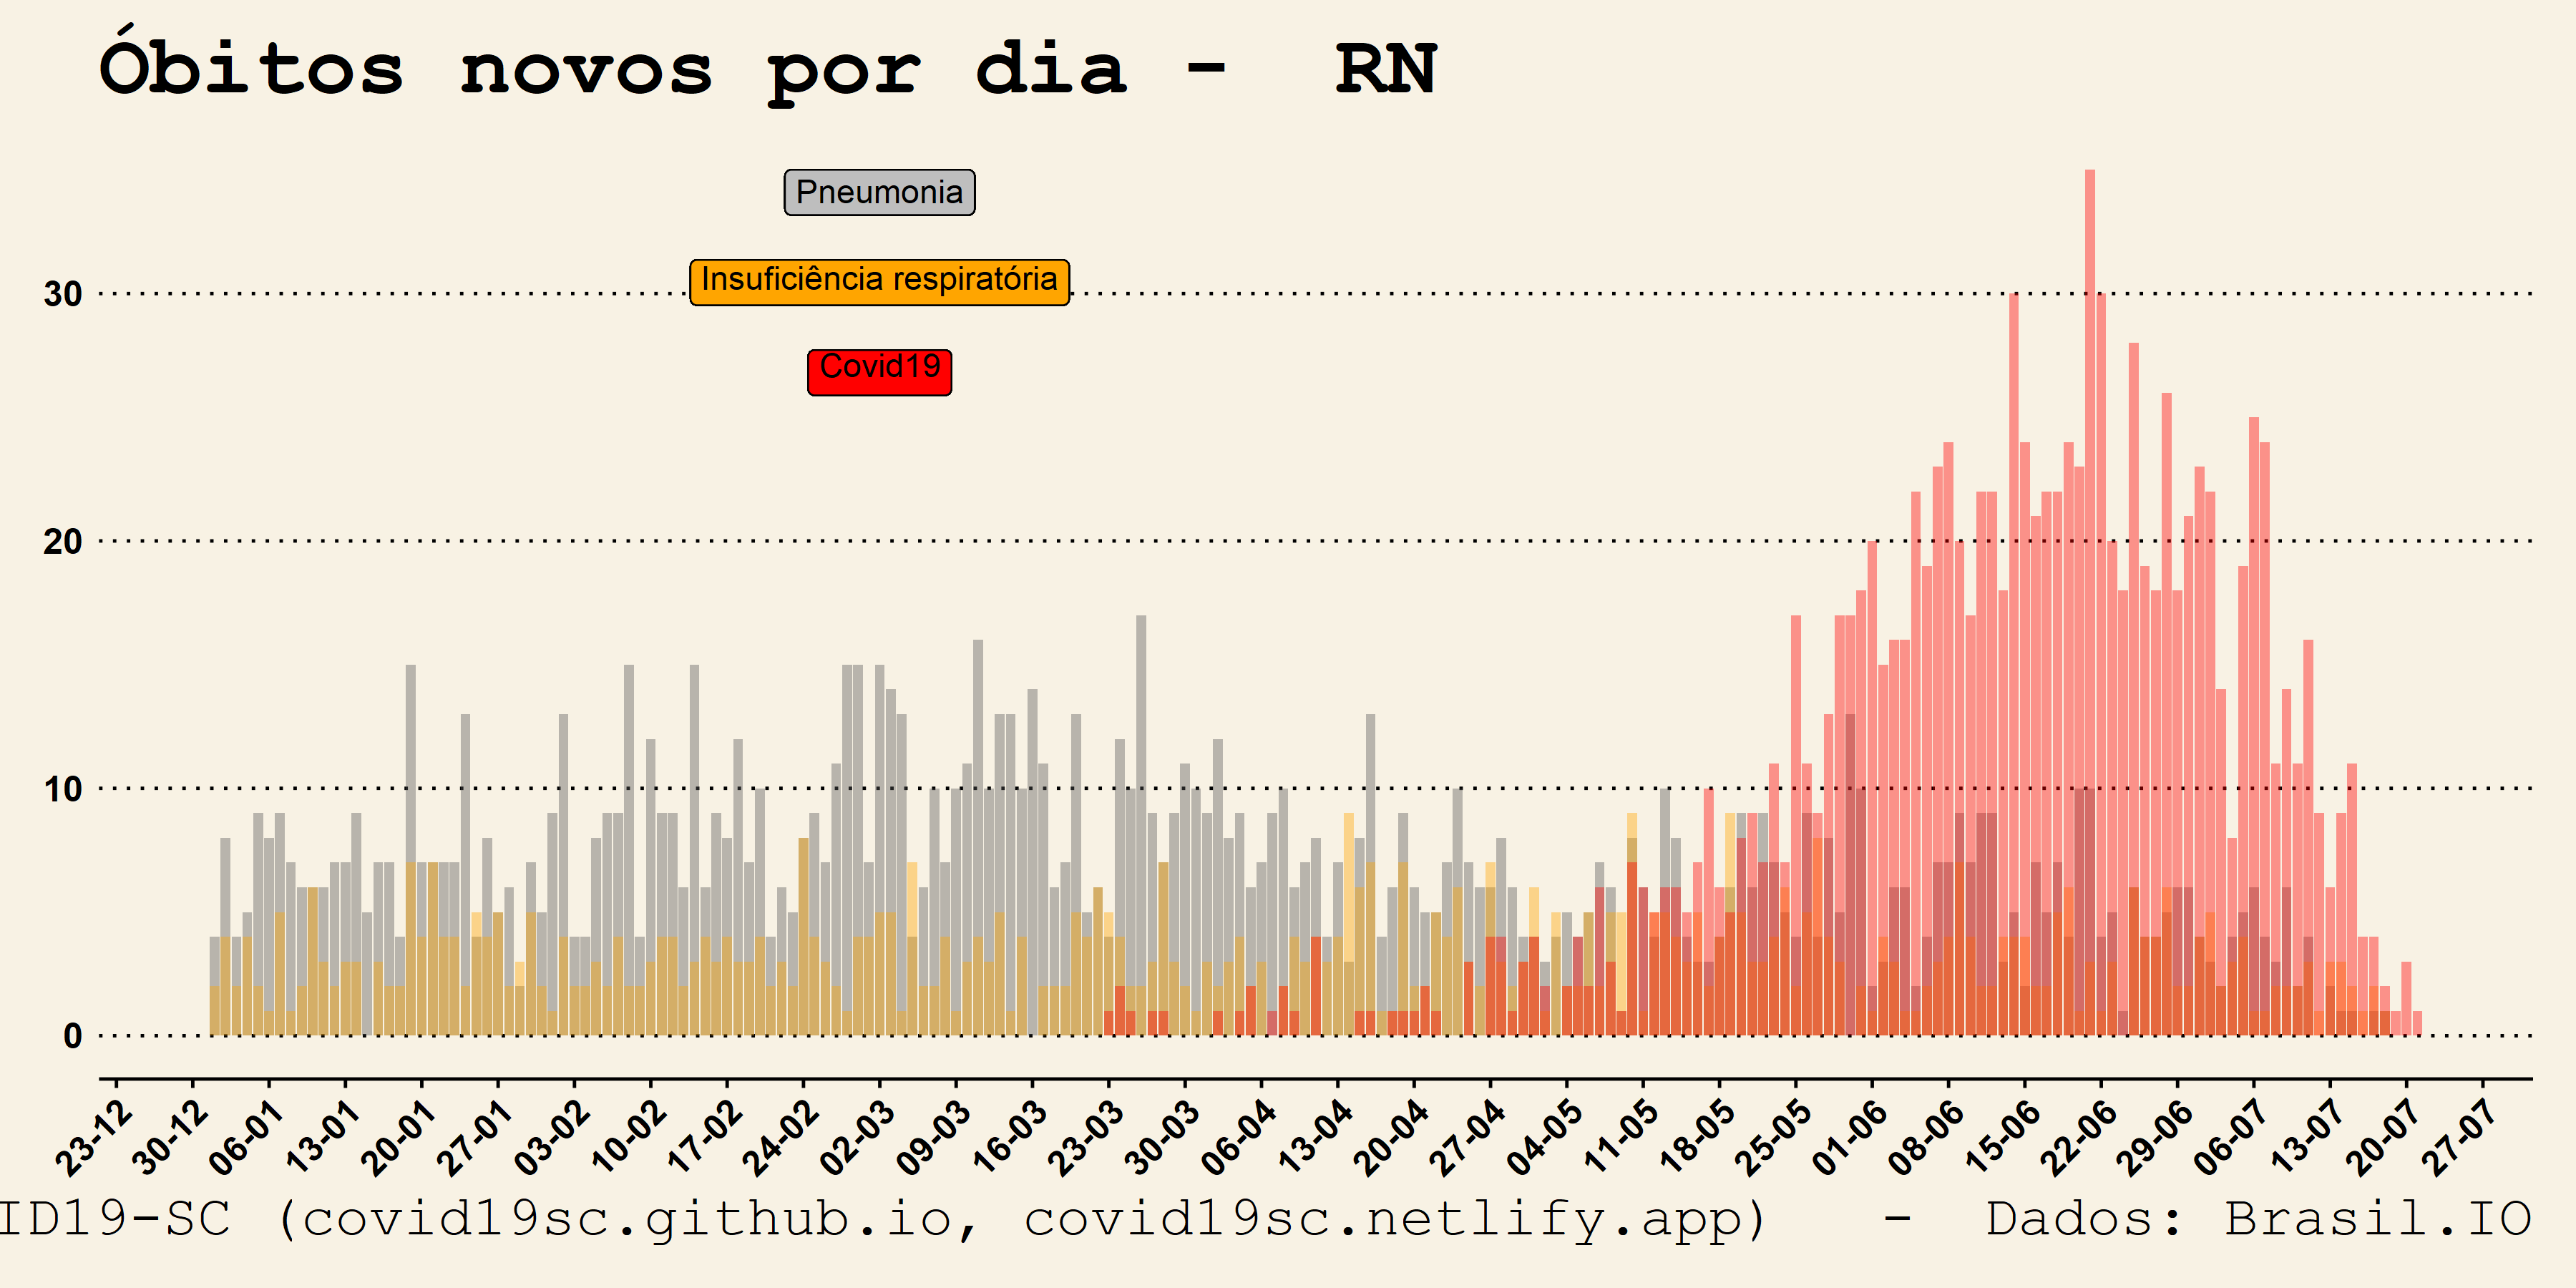 Óbitos novos por dia - RN
Pneumonia
Insuficiência respiratória
Covid19
30
20
10
0
23-12 30-12 06-01 13-01 20-01 27-01 03-02 10-02 17-02 24-02 02-03 09-03 16-03 23-03 30-03 06-04 13-04 20-04 27-04 04-05 11-05 18-05 25-05 01-06 08-06 15-06 22-06 29-06 06-07 13-07 20-07 27-07
ID19-SC (covid19sc.github.io, covid19sc.netlify.app) - Dados: Brasil.IO